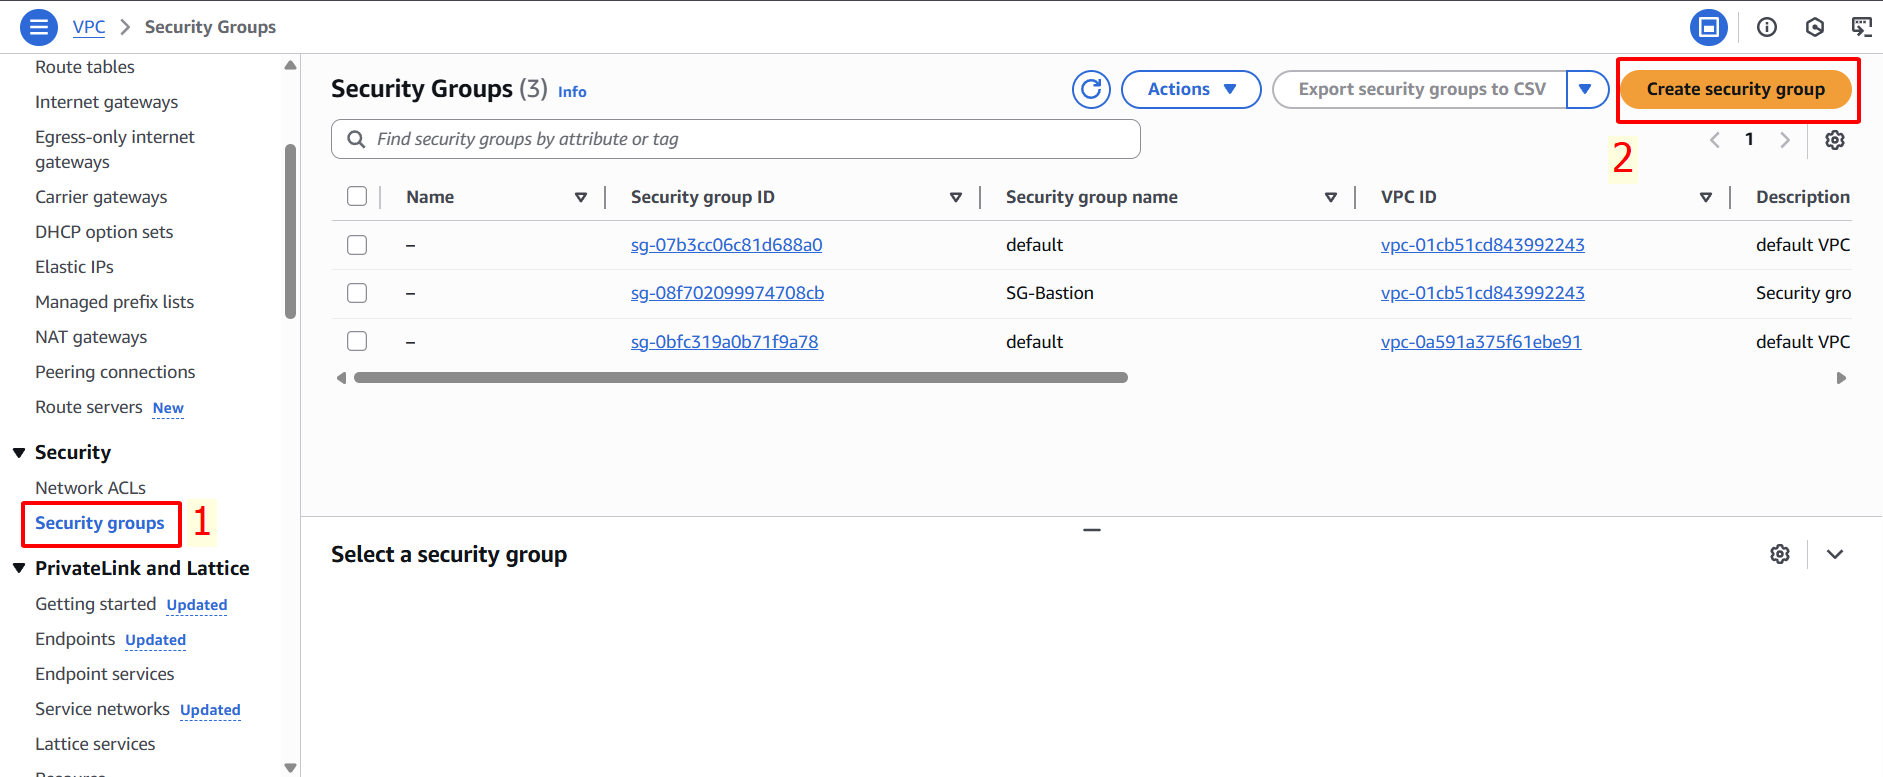 VPC > Security Groups
Route tables
Internet gateways
Egress-only internet
gateways
Carrier gateways
DHCP option sets
Elastic IPs
Managed prefix lists
NAT gateways
Peering connections
Route servers New
Security
Network ACLs
Security groups 1
PrivateLink and Lattice
Getting started Updated
Endpoints Updated
Endpoint services
Service networks Updated
Lattice services
Security Groups (3) Info
Actions
Export security groups to CSV
Create security group
Find security groups by attribute or tag
2
1
Name Security group ID Security group name VPC ID Description
– sg-07b3cc06c81d688a0 default vpc-01cb51cd843992243 default VPC
– sg-08f702099974708cb SG-Bastion vpc-01cb51cd843992243 Security gro
– sg-0bfc319a0b71f9a78 default vpc-0a591a375f61ebe91 default VPC
Select a security group